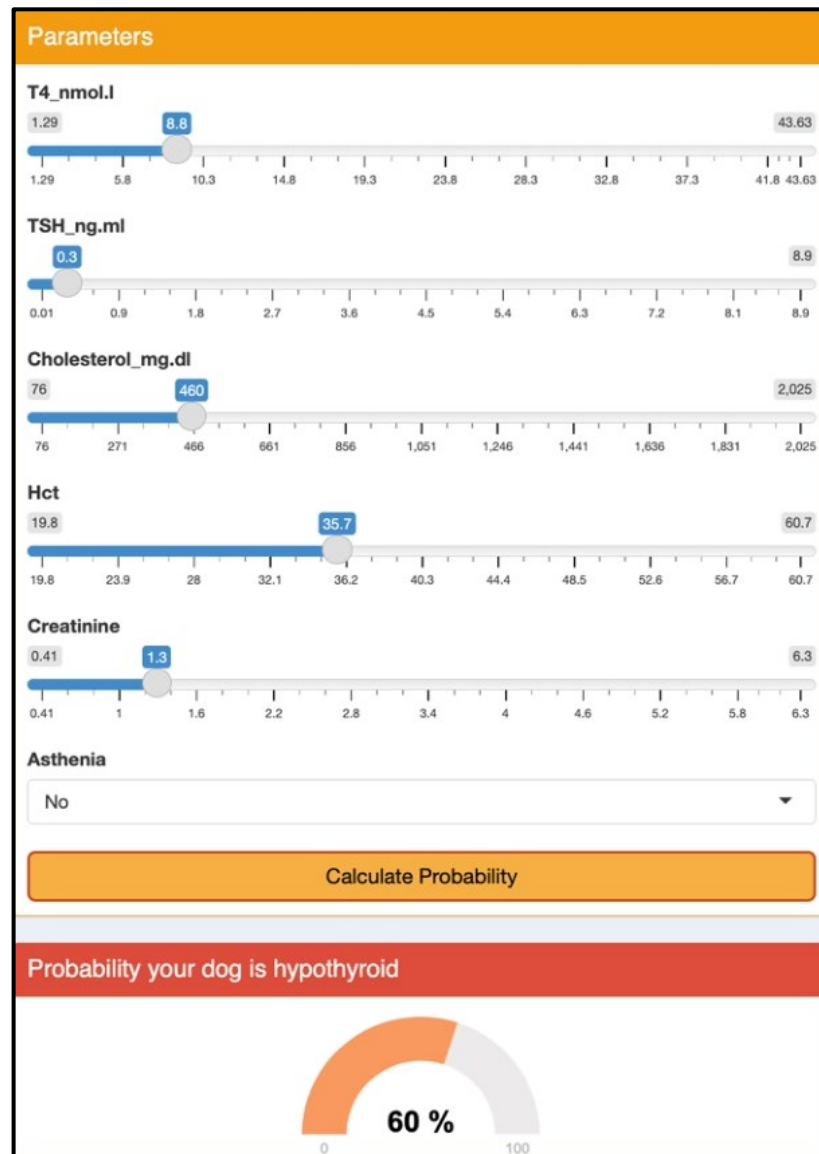 Parameters
T4_nmol.l
1.29 8.8 43.63
1.29 5.8 10.3 14.8 19.3 23.8 28.3 32.8 37.3 41.8 43.63
TSH_ng.ml
0.3 8.9
0.01 0.9 1.8 2.7 3.6 4.5 5.4 6.3 7.2 8.1 8.9
Cholesterol_mg.dl
76 460 2,025
76 271 466 661 856 1,051 1,246 1,441 1,636 1,831 2,025
Hct
19.8 35.7 60.7
19.8 23.9 28 32.1 36.2 40.3 44.4 48.5 52.6 56.7 60.7
Creatinine
0.41 1.3 6.3
0.41 1 1.6 2.2 2.8 3.4 4 4.6 5.2 5.8 6.3
Asthenia
No
Calculate Probability
Probability your dog is hypothyroid
60 %
0 100